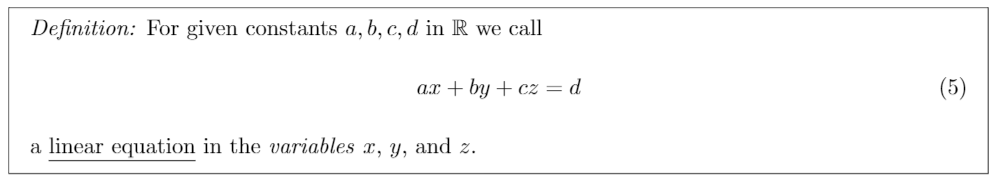 Definition: For given constants a, b, c, d in ℝ we call
ax + by + cz = d (5)
a linear equation in the variables x, y, and z.